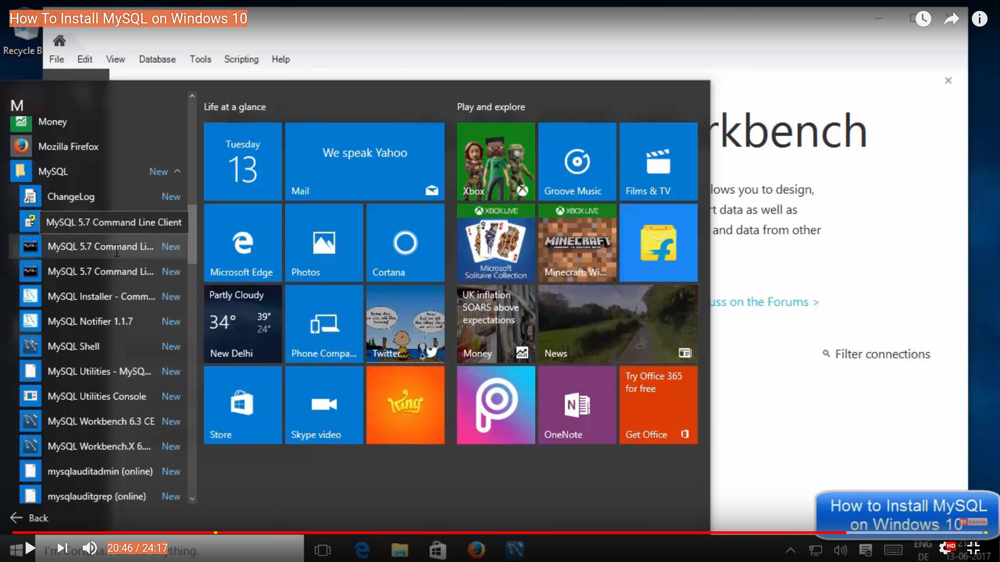 How To Install MySQL on Windows 10
Recycle B
File Edit View Database Tools Scripting Help
M
Money
Mozilla Firefox
MySQL New
ChangeLog New
MySQL 5.7 Command Line Client
MySQL 5.7 Command Li... New
MySQL 5.7 Command Li... New
MySQL Installer - Comm... New
MySQL Notifier 1.1.7 New
MySQL Shell New
MySQL Utilities - MySQ... New
MySQL Utilities Console New
MySQL Workbench 6.3 CE New
MySQL Workbench.X 6.... New
mysqlauditadmin (online) New
mysqlauditgrep (online) New
Back
Life at a glance
Tuesday
13
We speak Yahoo
Mail
Microsoft Edge
Photos
Cortana
Partly Cloudy
34° 39°
24°
New Delhi
Phone Compa...
Twitter
Store
Skype video
King
Play and explore
Xbox
Groove Music
Films & TV
XBOX LIVE
Microsoft
Solitaire Collection
XBOX LIVE
MINECRAFT
Minecraft: Wi...
UK inflation
SOARS above
expectations
Money
News
OneNote
Try Office 365
for free
Get Office
rkbench
lows you to design,
t data as well as
and data from other
uss on the Forums >
Filter connections
How to Install MySQL
on Windows 10
Subscribe
20:46 / 24:17
ENG
DE
HD
13-06-2017